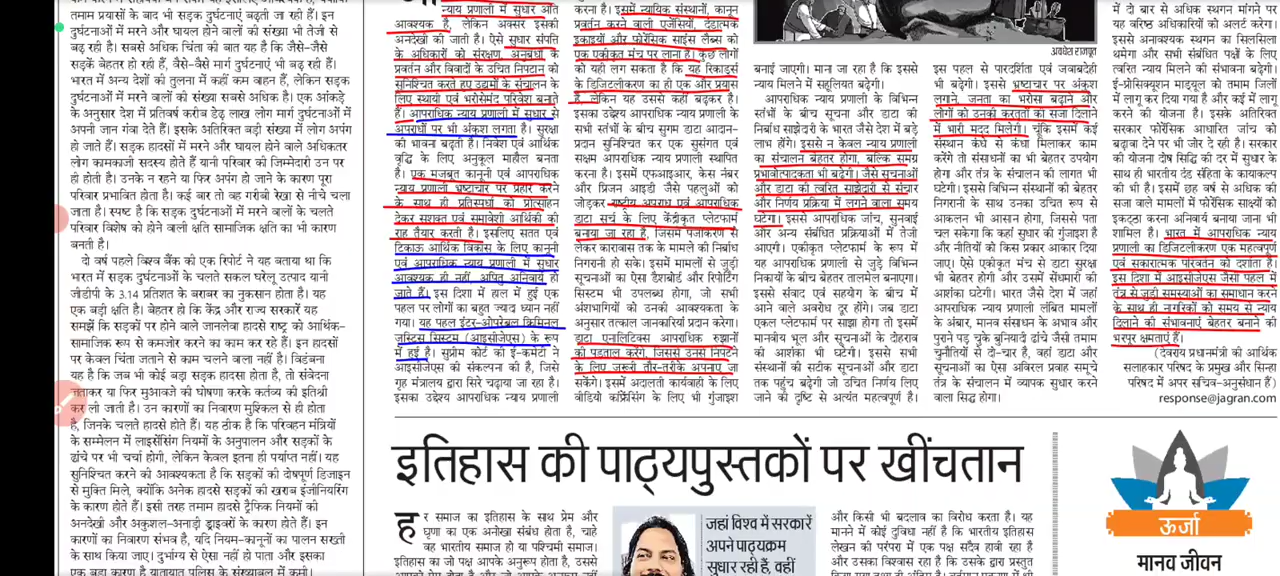 तमाम प्रयासों के बाद भी सड़क दुर्घटनाएं बढ़ती जा रही हैं। इन
दुर्घटनाओं में मरने और घायल होने वालों की संख्या भी तेजी से
बढ़ रही है। सबसे अधिक चिंता की बात यह है कि जैसे-जैसे
सड़कें बेहतर हो रही हैं, वैसे-वैसे मार्ग दुर्घटनाएं भी बढ़ रही हैं।
भारत में अन्य देशों की तुलना में कहीं कम वाहन हैं, लेकिन सड़क
दुर्घटनाओं में मरने वालों की संख्या सबसे अधिक है। एक आंकड़े
के अनुसार देश में प्रतिवर्ष करीब डेढ़ लाख लोग मार्ग दुर्घटनाओं में
अपनी जान गंवा देते हैं। इसके अतिरिक्त बड़ी संख्या में लोग अपंग
हो जाते हैं। सड़क हादसों में मरने और घायल होने वाले अधिकतर
लोग कामकाजी सदस्य होते हैं यानी परिवार की जिम्मेदारी उन पर
ही होती है। उनके न रहने या फिर अपंग हो जाने के कारण पूरा
परिवार प्रभावित होता है। कई बार तो वह गरीबी रेखा से नीचे चला
जाता है। स्पष्ट है कि सड़क दुर्घटनाओं में मरने वालों के चलते
परिवार विशेष को होने वाली क्षति सामाजिक क्षति का भी कारण
बनती है।
दो वर्ष पहले विश्व बैंक की एक रिपोर्ट ने यह बताया था कि
भारत में सड़क दुर्घटनाओं के चलते सकल घरेलू उत्पाद यानी
जीडीपी के 3.14 प्रतिशत के बराबर का नुकसान होता है। यह
एक बड़ी क्षति है। बेहतर हो कि केंद्र और राज्य सरकारें यह
समझें कि सड़कों पर होने वाले जानलेवा हादसे राष्ट्र को आर्थिक-
सामाजिक रूप से कमजोर करने का काम कर रहे हैं। इन हादसों
पर केवल चिंता जताने से काम चलने वाला नहीं है। विडंबना
यह है कि जब भी कोई बड़ा सड़क हादसा होता है, तो संवेदना
जताकर या फिर मुआवजे की घोषणा करके कर्तव्य की इतिश्री
कर ली जाती है। उन कारणों का निवारण मुश्किल से ही होता
है, जिनके चलते हादसे होते हैं। यह ठीक है कि परिवहन मंत्रियों
के सम्मेलन में लाइसेंसिंग नियमों के अनुपालन और सड़कों के
ढांचे पर भी चर्चा होगी, लेकिन केवल इतना ही पर्याप्त नहीं। यह
सुनिश्चित करने की आवश्यकता है कि सड़कों को दोषपूर्ण डिजाइन
से मुक्ति मिले, क्योंकि अनेक हादसे सड़कों की खराब इंजीनियरिंग
के कारण होते हैं। इसी तरह तमाम हादसे ट्रैफिक नियमों की
अनदेखी और अकुशल-अनाड़ी ड्राइवरों के कारण होते हैं। इन
कारणों का निवारण संभव है, यदि नियम-कानूनों का पालन सख्ती
के साथ किया जाए। दुर्भाग्य से ऐसा नहीं हो पाता और इसका
एक बड़ा कारण है
न्याय प्रणाली में सुधार अति
आवश्यक है, लेकिन अक्सर इसकी
अनदेखी की जाती है। ऐसे सुधार संपत्ति
के अधिकारों को संरक्षण, अनुबंधों के
प्रवर्तन और विवादों के उचित निपटान को
सुनिश्चित करते हुए उद्यमों के संचालन के
लिए स्थायी एवं भरोसेमंद परिवेश बनाते
हैं। आपराधिक न्याय प्रणाली में सुधार से
अपराधों पर भी अंकुश लगता है। सुरक्षा
की भावना बढ़ती है। निवेश एवं आर्थिक
वृद्धि के लिए अनुकूल माहौल बनता
है। एक मजबूत कानूनी एवं आपराधिक
न्याय प्रणाली भ्रष्टाचार पर प्रहार करने
के साथ ही प्रतिस्पर्धा को प्रोत्साहन
देकर सशक्त एवं समावेशी आर्थिकी की
राह तैयार करती है। इसलिए सतत एवं
टिकाऊ आर्थिक विकास के लिए कानूनी
एवं आपराधिक न्याय प्रणाली में सुधार
आवश्यक ही नहीं, अपितु अनिवार्य हो
जाते हैं। इस दिशा में हाल में हुई एक
पहल पर लोगों का बहुत ज्यादा ध्यान नहीं
गया। यह पहल इंटर-ओपरेबल क्रिमिनल
जस्टिस सिस्टम (आइसीजेएस) के रूप
में हुई है। सुप्रीम कोर्ट की ई-कमेटी ने
आइसीजेएस की संकल्पना की है, जिसे
गृह मंत्रालय द्वारा सिरे चढ़ाया जा रहा है।
इसका उद्देश्य आपराधिक न्याय प्रणाली
करना है। इसमें न्यायिक संस्थानों, कानून
प्रवर्तन करने वाली एजेंसियों, दंडात्मक
इकाइयों और फोरेंसिक साइंस लैब्स को
एक एकीकृत मंच पर लाना है। कुछ लोगों
को यही लग सकता है कि यह रिकार्ड्स
के डिजिटलीकरण का ही एक और प्रयास
है, लेकिन यह उससे कहीं बढ़कर है।
इसका उद्देश्य आपराधिक न्याय प्रणाली के
सभी स्तंभों के बीच सुगम डाटा आदान-
प्रदान सुनिश्चित कर एक सुसंगत एवं
सक्षम आपराधिक न्याय प्रणाली स्थापित
करना है। इसमें एफआइआर, केस नंबर
और प्रिजन आइडी जैसे पहलुओं को
जोड़कर राष्ट्रीय अपराध एवं आपराधिक
डाटा सर्च के लिए केंद्रीकृत प्लेटफार्म
बनाया जा रहा है, जिसमें पंजीकरण से
लेकर कारावास तक के मामले की निर्बाध
निगरानी हो सके। इसमें मामलों से जुड़ी
सूचनाओं का ऐसा डैशबोर्ड और रिपोर्टिंग
सिस्टम भी उपलब्ध होगा, जो सभी
अंशभागियों को उनकी आवश्यकता के
अनुसार तत्काल जानकारियां प्रदान करेगा।
डाटा एनालिटिक्स आपराधिक रुझानों
की पड़ताल करेंगे, जिससे उनसे निपटने
के लिए जरूरी तौर-तरीके अपनाए जा
सकेंगे। इसमें अदालती कार्यवाही के लिए
वीडियो कांफ्रेंसिंग के लिए भी गुंजाइश
अवधेश राजपूत
बनाई जाएगी। माना जा रहा है कि इससे
न्याय मिलने में सहूलियत बढ़ेगी।
आपराधिक न्याय प्रणाली के विभिन्न
स्तंभों के बीच सूचना और डाटा की
निर्बाध साझेदारी के भारत जैसे देश में बड़े
लाभ होंगे। इससे न केवल न्याय प्रणाली
का संचालन बेहतर होगा, बल्कि समग्र
प्रभावोत्पादकता भी बढ़ेगी। जैसे सूचनाओं
और डाटा की त्वरित साझेदारी से संचार
और निर्णय प्रक्रिया में लगने वाला समय
घटेगा। इससे आपराधिक जांच, सुनवाई
और अन्य संबंधित प्रक्रियाओं में तेजी
आएगी। एकीकृत प्लेटफार्म के रूप में
यह आपराधिक न्याय प्रणाली से जुड़े विभिन्न
निकायों के बीच बेहतर तालमेल बनाएगा।
इससे संवाद एवं सहयोग के बीच में
आने वाले अवरोध दूर होंगे। जब डाटा
एकल प्लेटफार्म पर साझा होगा। तो इसमें
मानवीय भूल और सूचनाओं के दोहराव
की आशंका भी घटेगी। इससे सभी
संस्थानों की सटीक सूचनाओं और डाटा
तक पहुंच बढ़ेगी जो उचित निर्णय लिए
जाने की दृष्टि से अत्यंत महत्वपूर्ण है।
इस पहल से पारदर्शिता एवं जवाबदेही
भी बढ़ेगी। इससे भ्रष्टाचार पर अंकुश
लगाने, जनता का भरोसा बढ़ाने और
लोगों को उनकी करतूतों की सजा दिलाने
में भारी मदद मिलेगी। चूंकि इसमें कई
संस्थान कंधे से कंधा मिलाकर काम
करेंगे तो संसाधनों का भी बेहतर उपयोग
होगा और तंत्र के संचालन की लागत भी
घटेगी। इससे विभिन्न संस्थानों की बेहतर
निगरानी के साथ उनका उचित रूप से
आकलन भी आसान होगा, जिससे पता
चल सकेगा कि कहां सुधार की गुंजाइश है
और नीतियों को किस प्रकार आकार दिया
जाए। ऐसे एकीकृत मंच से डाटा सुरक्षा
भी बेहतर होगी और उसमें सेंधमारी की
आशंका घटेगी। भारत जैसे देश में जहां
आपराधिक न्याय प्रणाली लंबित मामलों
के अंबार, मानव संसाधन के अभाव और
पुराने पड़ चुके बुनियादी ढांचे जैसी तमाम
चुनौतियों से दो-चार है वहां डाटा और
सूचनाओं का ऐसा प्रवाह समूचे
तंत्र के संचालन में व्यापक सुधार करने
वाला सिद्ध होगा।
में दो बार से अधिक स्थगन मांगने पर
यह वरिष्ठ अधिकारियों को अलर्ट करेगा।
इससे अनावश्यक स्थगन का सिलसिला
थमेगा और सभी संबंधित पक्षों के लिए
त्वरित न्याय मिलने की संभावना बढ़ेगी।
ई-प्रोसिक्यूशन माड्यूल को तमाम जिलों
में लागू कर दिया गया है और कई में लागू
करने की योजना है। इसके अतिरिक्त
सरकार फोरेंसिक आधारित जांच को
बढ़ावा देने पर भी जोर दे रही है। सरकार
की योजना दोष सिद्धि की दर में सुधार के
साथ ही भारतीय दंड संहिता के कायाकल्प
की भी है। इसमें छह वर्ष से अधिक की
सजा वाले मामलों में फोरेंसिक साक्ष्यों को
इकट्ठा करना अनिवार्य बनाया जाना भी
शामिल है। भारत में आपराधिक न्याय
प्रणाली का डिजिटलीकरण एक महत्वपूर्ण
एवं सकारात्मक परिवर्तन को दर्शाता है।
इस दिशा में आइसीजेएस जैसी पहल में
तंत्र से जुड़ी समस्याओं का समाधान करने
के साथ ही नागरिकों को समय से न्याय
दिलाने की संभावनाएं बेहतर बनाने की
भरपूर क्षमताएं हैं।
(देवराय प्रधानमंत्री की आर्थिक
सलाहकार परिषद के प्रमुख और सिन्हा
परिषद में अपर सचिव-अनुसंधान हैं)
response@jagran.com
इतिहास की पाठ्यपुस्तकों पर खींचतान
हर समाज का इतिहास के साथ प्रेम और
घृणा का एक अनोखा संबंध होता है, चाहे
वह भारतीय समाज हो या पश्चिमी समाज।
इतिहास का जो पक्ष आपके अनुरूप होता है, उससे
जहां विश्व में सरकारें
अपने पाठ्यक्रम
सुधार रही हैं,
और किसी भी बदलाव का विरोध करता है। यह
मानने में कोई दुविधा नहीं है कि भारतीय इतिहास
लेखन की परंपरा में एक पक्ष सदैव हावी रहा है
और उसका विश्वास रहा है कि उसके द्वारा प्रस्तुत
ऊर्जा
मानव जीवन